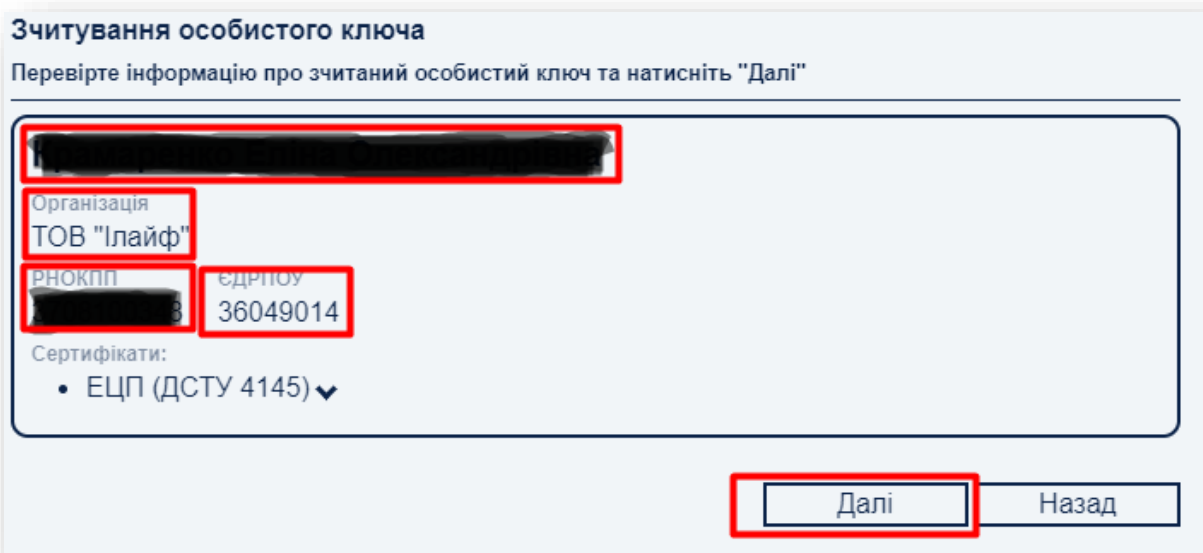 Зчитування особистого ключа
Перевірте інформацію про зчитаний особистий ключ та натисніть "Далі"
Організація
ТОВ "Ілайф"
РНОКПП ЄДРПОУ
36049014
Сертифікати:
• ЕЦП (ДСТУ 4145)
Далі Назад